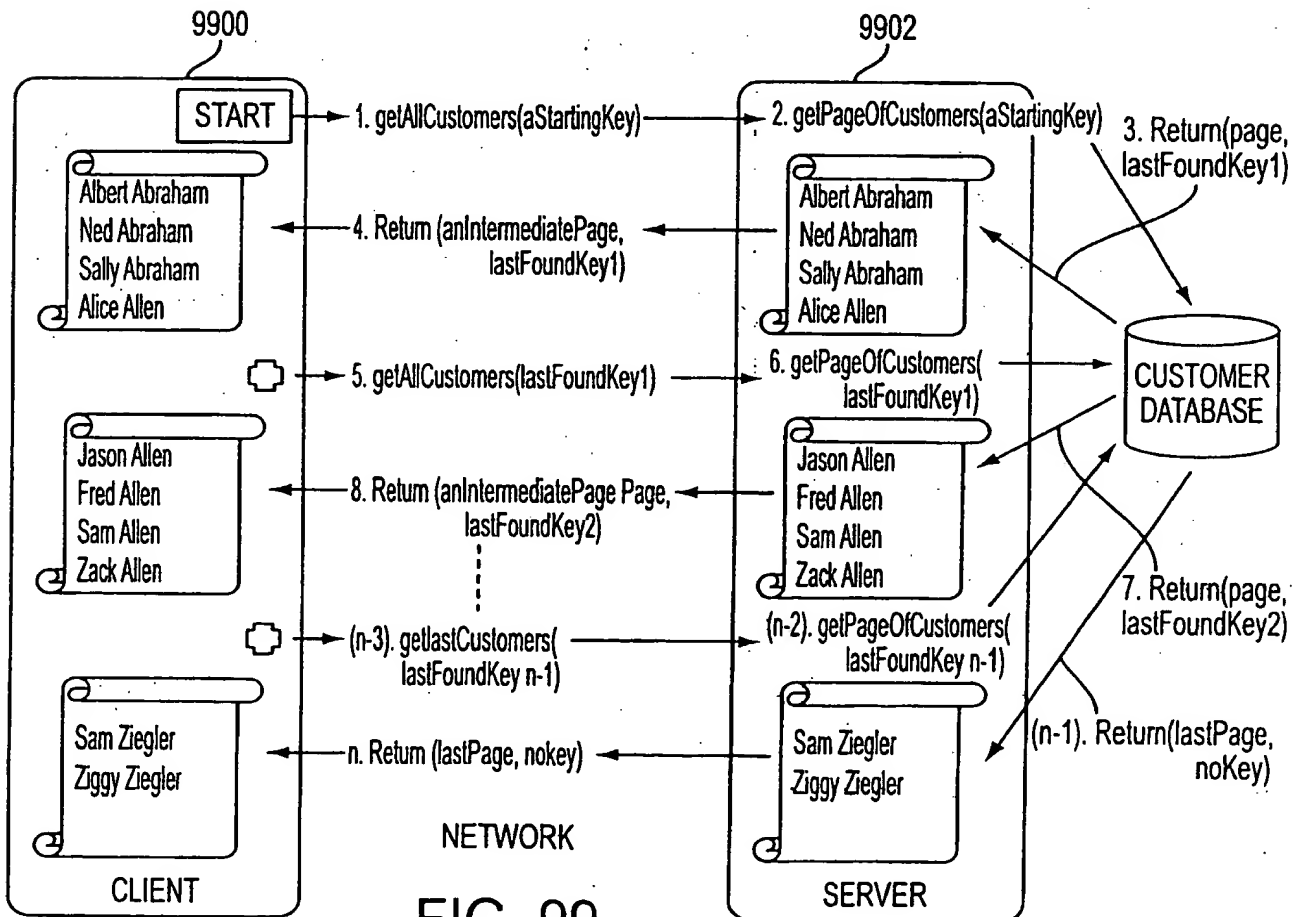 9900
9902
START
1. getAllCustomers(aStartingKey)
2. getPageOfCustomers(aStartingKey)
3. Return(page,
lastFoundKey1)
Albert Abraham
Ned Abraham
Sally Abraham
Alice Allen
4. Return (anIntermediatePage,
lastFoundKey1)
Albert Abraham
Ned Abraham
Sally Abraham
Alice Allen
5. getAllCustomers(lastFoundKey1)
6. getPageOfCustomers(
lastFoundKey1)
CUSTOMER
DATABASE
Jason Allen
Fred Allen
Sam Allen
Zack Allen
8. Return (anIntermediatePage Page,
lastFoundKey2)
Jason Allen
Fred Allen
Sam Allen
Zack Allen
7. Return(page,
lastFoundKey2)
(n-3). getlastCustomers(
lastFoundKey n-1)
(n-2). getPageOfCustomers(
lastFoundKey n-1)
(n-1). Return(lastPage,
noKey)
Sam Ziegler
Ziggy Ziegler
n. Return (lastPage, nokey)
Sam Ziegler
Ziggy Ziegler
NETWORK
CLIENT
SERVER
FIG. 99